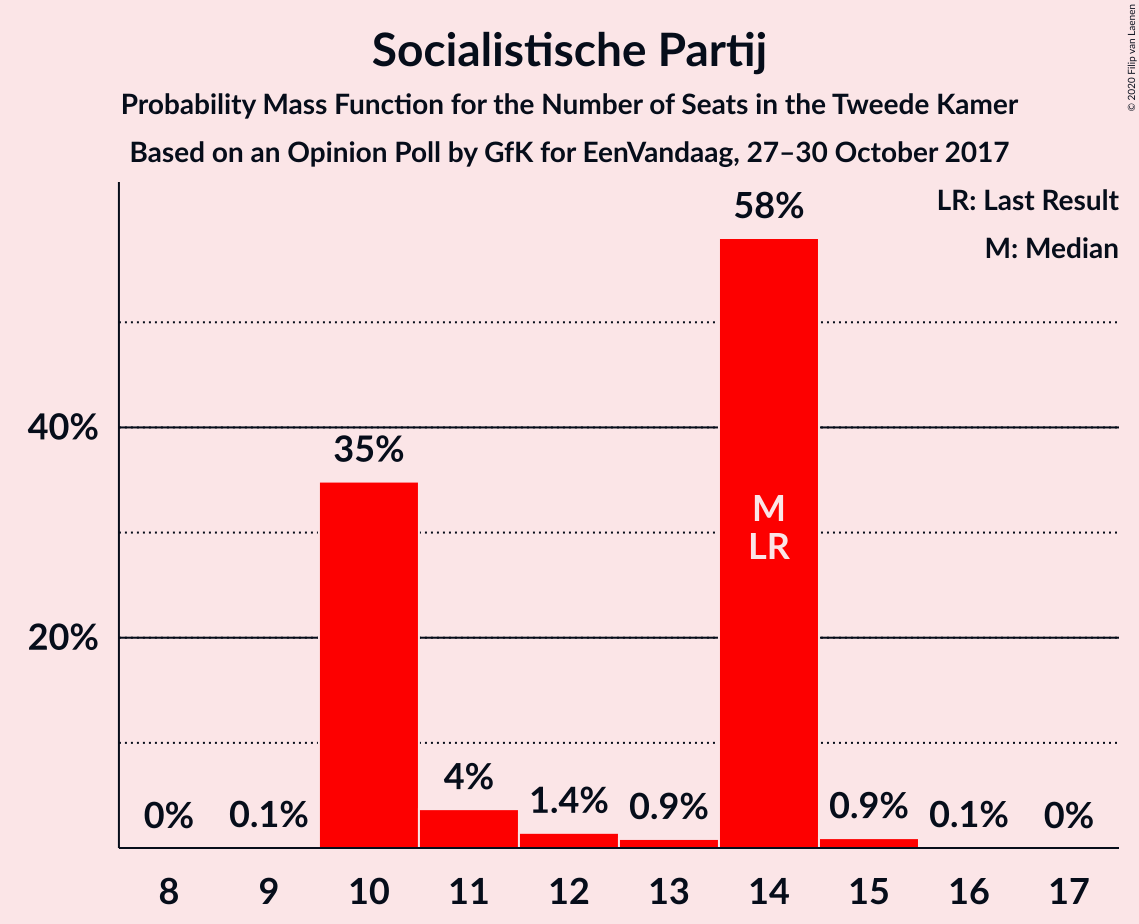 Socialistische Partij
Probability Mass Function for the Number of Seats in the Tweede Kamer
Based on an Opinion Poll by GfK for EenVandaag, 27–30 October 2017
© 2020 Filip van Laenen
LR: Last Result
M: Median
58%
40%
35%
M
LR
20%
4%
0%
0.1%
1.4%
0.9%
0.9%
0.1%
0%
8 9 10 11 12 13 14 15 16 17